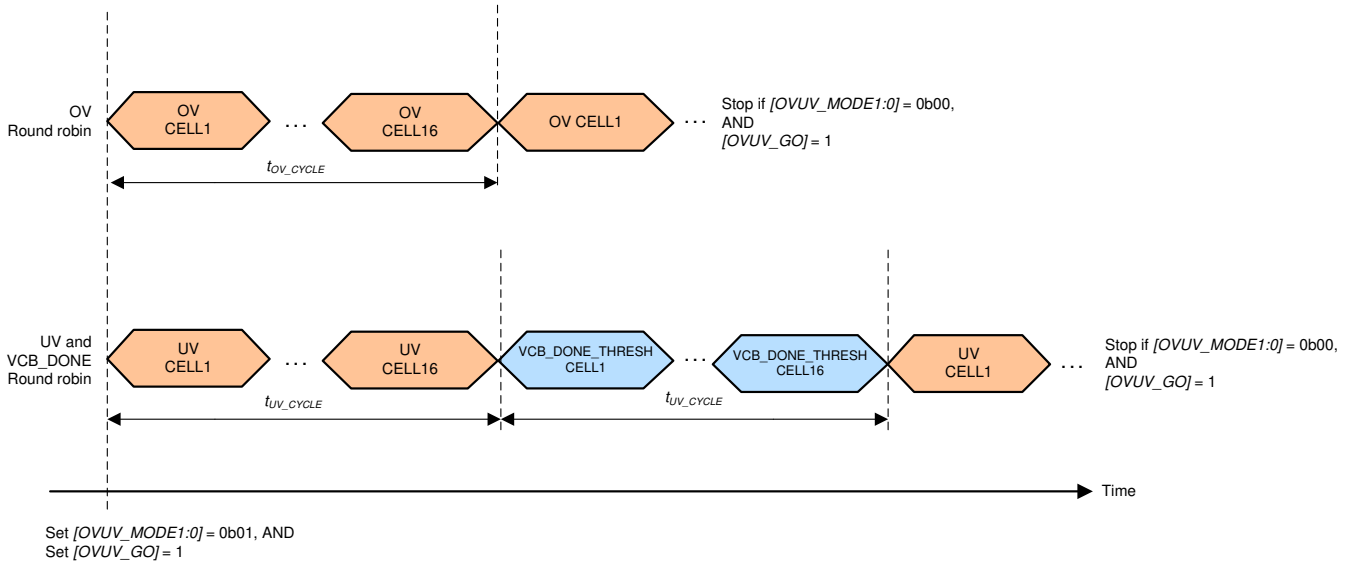 OV
Round robin
OV
CELL1
. . .
OV
CELL16
OV CELL1
. . .
Stop if [OVUV_MODE1:0] = 0b00,
AND
[OVUV_GO] = 1
tOV_CYCLE
UV and
VCB_DONE
Round robin
UV
CELL1
. . .
UV
CELL16
VCB_DONE_THRESH
CELL1
. . .
VCB_DONE_THRESH
CELL16
UV
CELL1
. . .
Stop if [OVUV_MODE1:0] = 0b00,
AND
[OVUV_GO] = 1
tUV_CYCLE
tUV_CYCLE
Time
Set [OVUV_MODE1:0] = 0b01, AND
Set [OVUV_GO] = 1